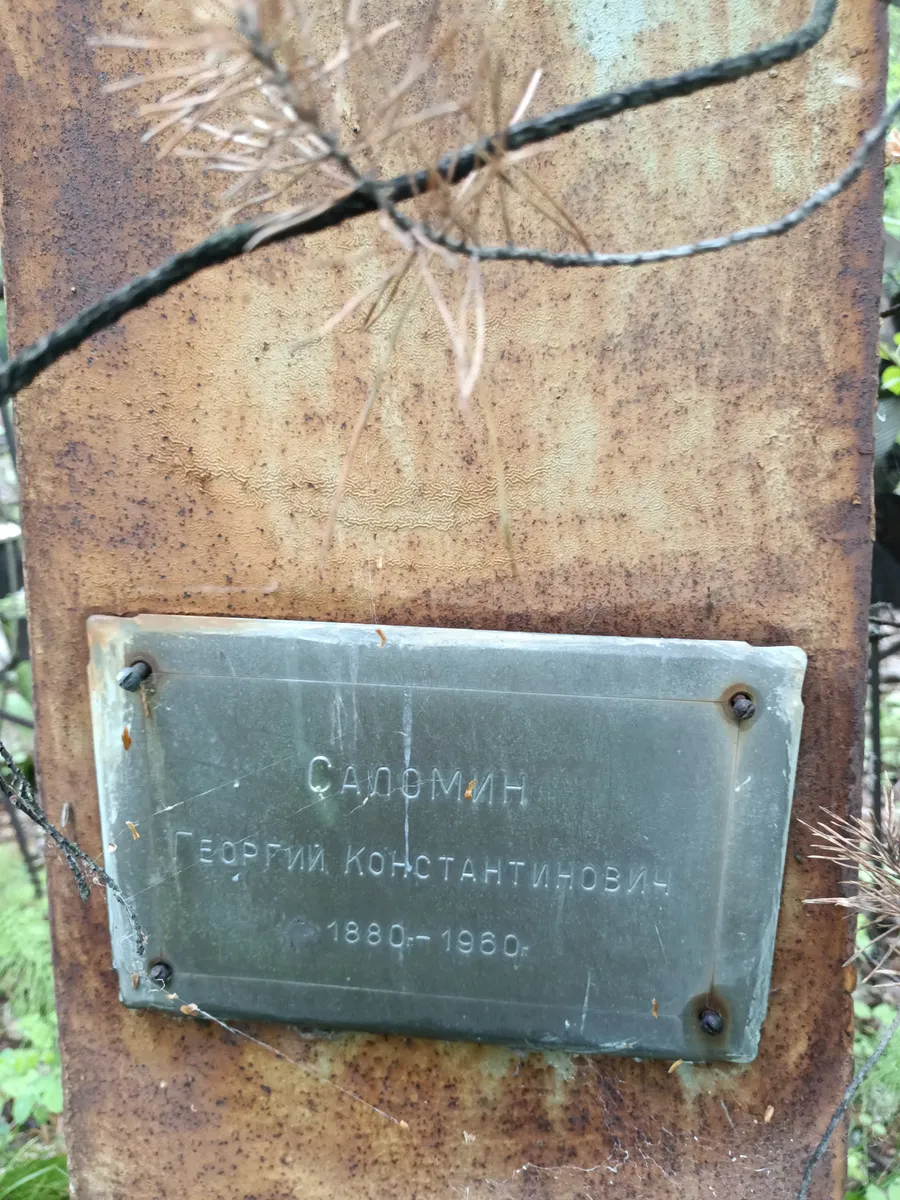 Саломин
Георгий Константинович
1880г.-1960г.